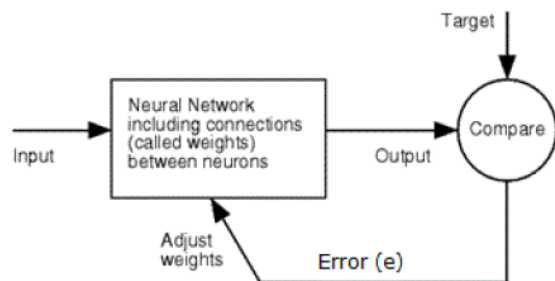 Target
Neural Network
including connections
(called weights)
between neurons
Compare
Input
Output
Adjust
weights
Error (e)